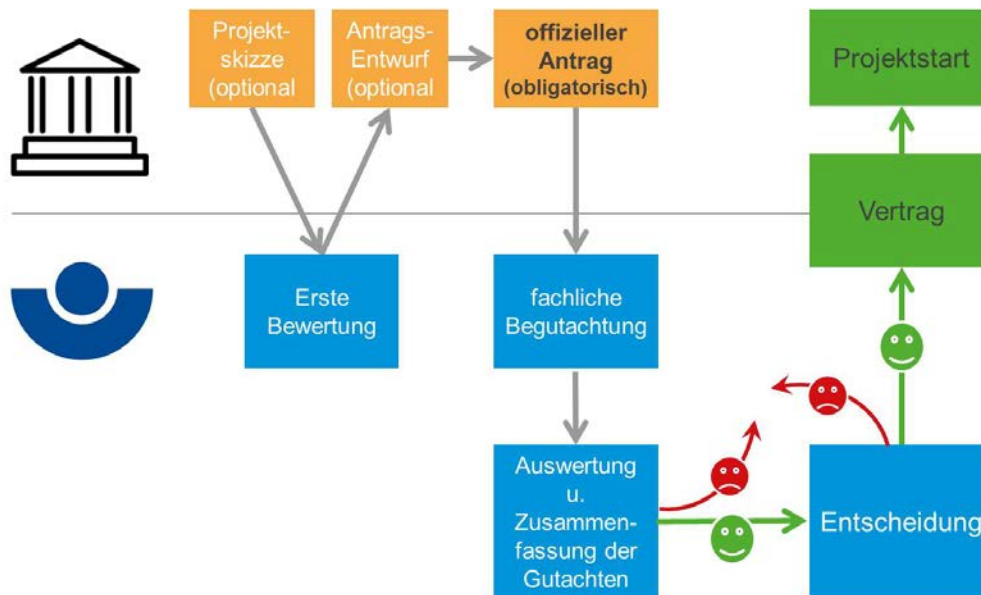 Projekt-
skizze
(optional
Antrags-
Entwurf
(optional
offizieller
Antrag
(obligatorisch)
Projektstart
Vertrag
Erste
Bewertung
fachliche
Begutachtung
Auswertung
u.
Zusammen-
fassung der
Gutachten
Entscheidung